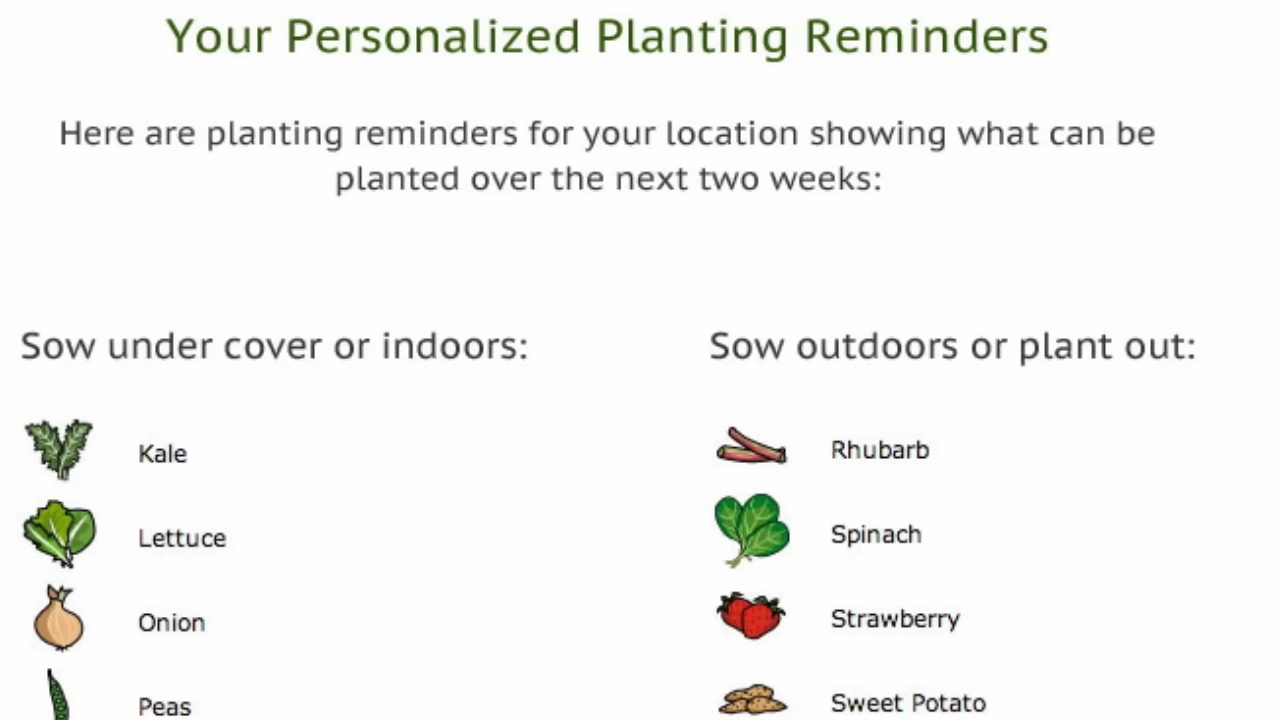 Your Personalized Planting Reminders
Here are planting reminders for your location showing what can be
planted over the next two weeks:
Sow under cover or indoors:
Kale
Lettuce
Onion
Peas
Sow outdoors or plant out:
Rhubarb
Spinach
Strawberry
Sweet Potato